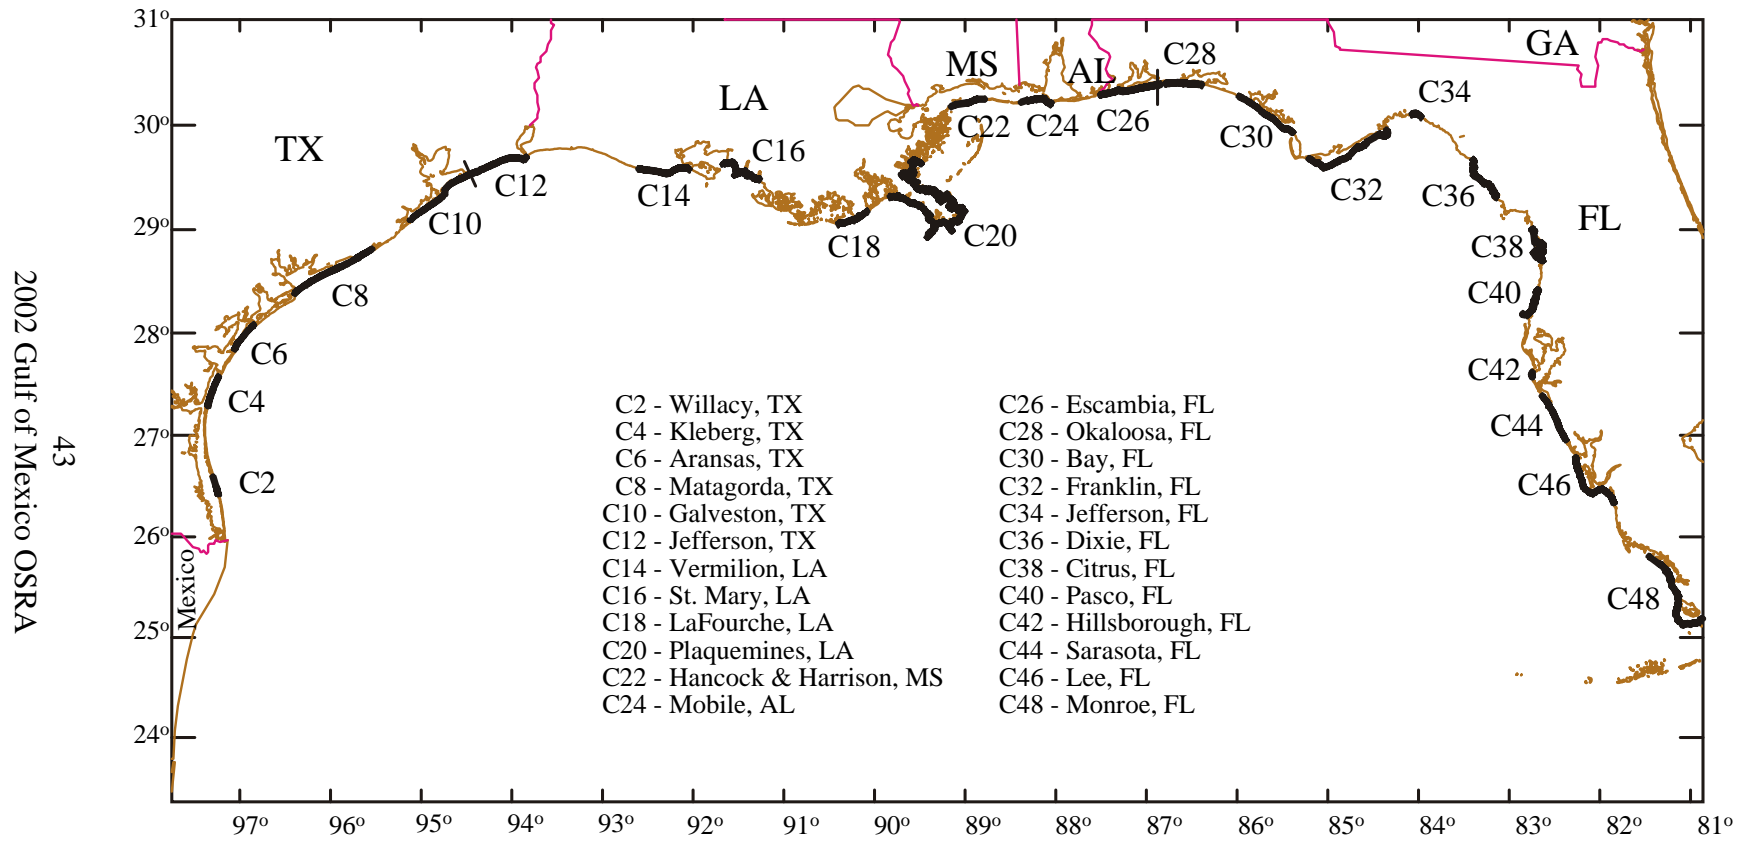 31°
30°
29°
28°
27°
26°
25°
24°
97°
96°
95°
94°
93°
92°
91°
90°
89°
88°
87°
86°
85°
84°
83°
82°
81°
TX
LA
MS
AL
GA
FL
Mexico
C2
C4
C6
C8
C10
C12
C14
C16
C18
C20
C22
C24
C26
C28
C30
C32
C34
C36
C38
C40
C42
C44
C46
C48
C2 - Willacy, TX
C4 - Kleberg, TX
C6 - Aransas, TX
C8 - Matagorda, TX
C10 - Galveston, TX
C12 - Jefferson, TX
C14 - Vermilion, LA
C16 - St. Mary, LA
C18 - LaFourche, LA
C20 - Plaquemines, LA
C22 - Hancock & Harrison, MS
C24 - Mobile, AL
C26 - Escambia, FL
C28 - Okaloosa, FL
C30 - Bay, FL
C32 - Franklin, FL
C34 - Jefferson, FL
C36 - Dixie, FL
C38 - Citrus, FL
C40 - Pasco, FL
C42 - Hillsborough, FL
C44 - Sarasota, FL
C46 - Lee, FL
C48 - Monroe, FL
43
2002 Gulf of Mexico OSRA